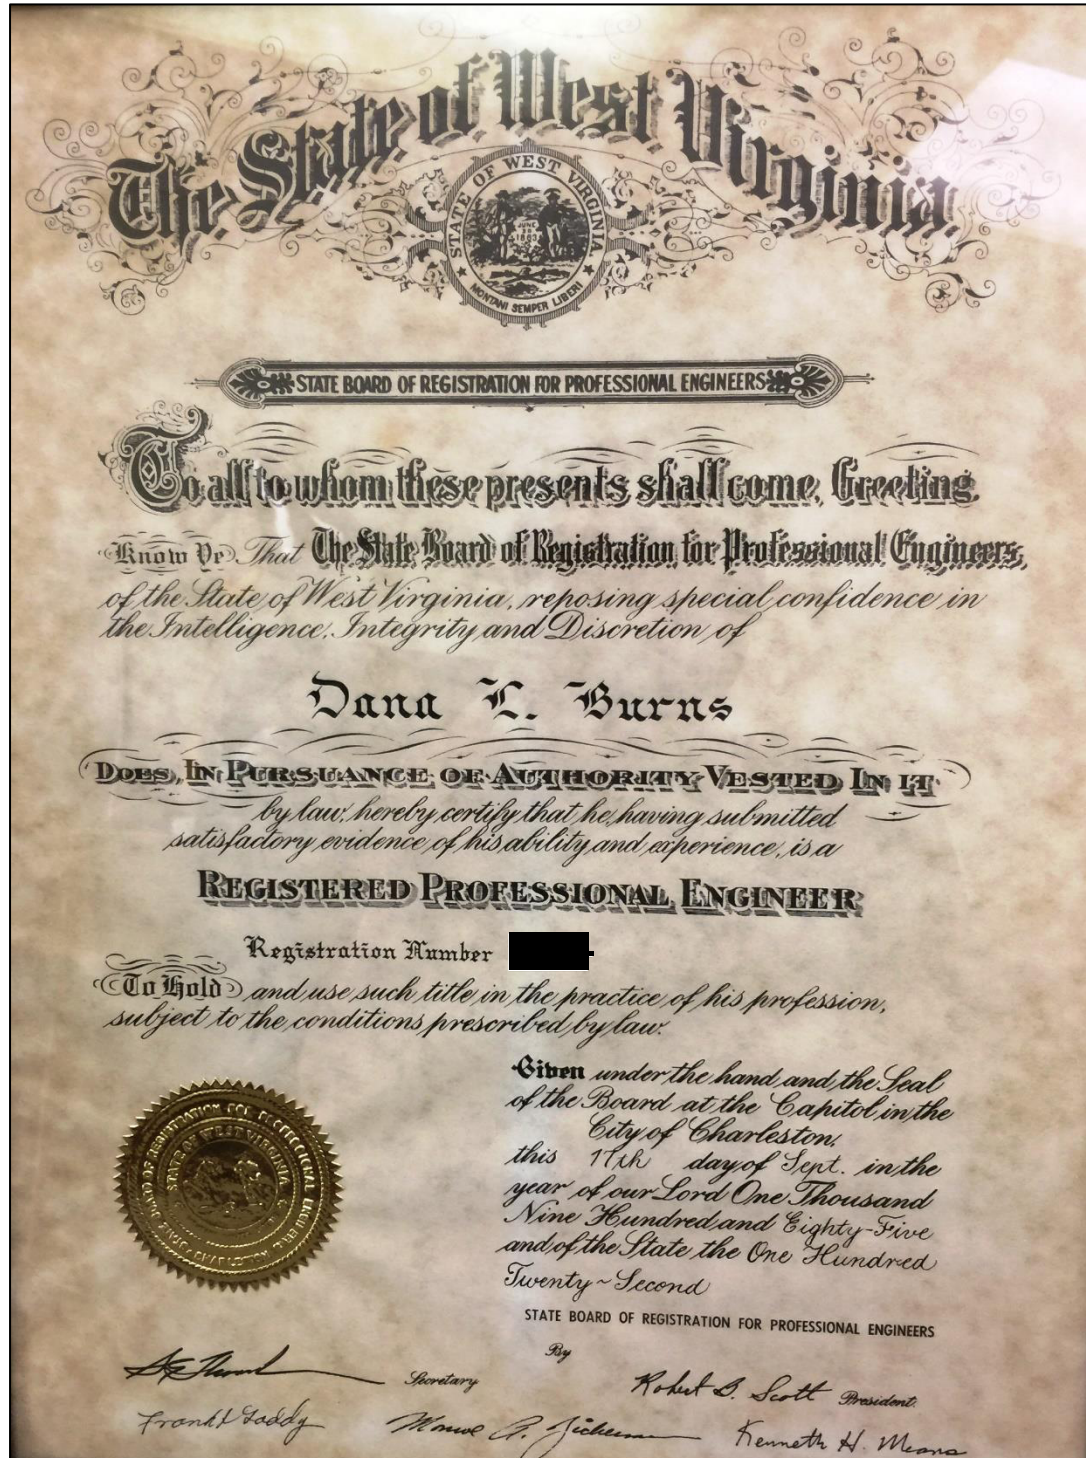 The State of West Virginia
STATE OF WEST VIRGINIA
JUNE 20 1863
MONTANI SEMPER LIBERI
STATE BOARD OF REGISTRATION FOR PROFESSIONAL ENGINEERS
To all to whom these presents shall come, Greeting.
Know Ye That The State Board of Registration for Professional Engineers,
of the State of West Virginia, reposing special confidence in
the Intelligence, Integrity and Discretion of
Dana L. Burns
DOES, IN PURSUANCE OF AUTHORITY VESTED IN IT
by law, hereby certify that he, having submitted
satisfactory evidence of his ability and experience, is a
REGISTERED PROFESSIONAL ENGINEER
Registration Number
To Hold and use such title in the practice of his profession,
subject to the conditions prescribed by law.
Given under the hand and the Seal
of the Board at the Capitol in the
City of Charleston,
this 17th day of Sept. in the
year of our Lord One Thousand
Nine Hundred and Eighty-Five
and of the State the One Hundred
Twenty~Second
STATE BOARD OF REGISTRATION FOR PROFESSIONAL ENGINEERS
STATE OF WEST VIRGINIA
By
Secretary
Robert B. Scott President
Frank Gaddy
Kenneth H. Means